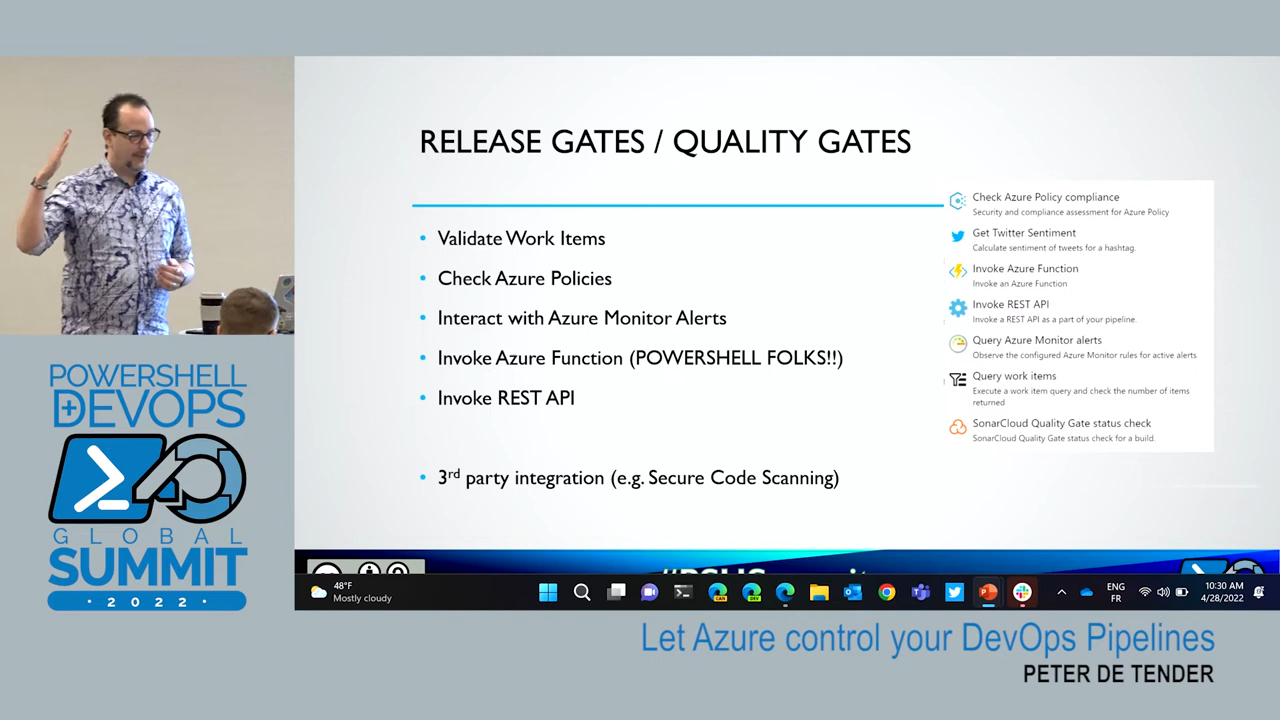 RELEASE GATES / QUALITY GATES
• Validate Work Items
• Check Azure Policies
• Interact with Azure Monitor Alerts
• Invoke Azure Function (POWERSHELL FOLKS!!)
• Invoke REST API
• 3rd party integration (e.g. Secure Code Scanning)
Check Azure Policy compliance
Security and compliance assessment for Azure Policy
Get Twitter Sentiment
Calculate sentiment of tweets for a hashtag.
Invoke Azure Function
Invoke an Azure Function
Invoke REST API
Invoke a REST API as a part of your pipeline.
Query Azure Monitor alerts
Observe the configured Azure Monitor rules for active alerts
Query work items
Execute a work item query and check the number of items
returned
SonarCloud Quality Gate status check
SonarCloud Quality Gate status check for a build.
POWERSHELL
DEVOPS
GLOBAL
SUMMIT
· 2022 ·
48°F
Mostly cloudy
CAN
DEV
ENG
FR
10:30 AM
4/28/2022
Let Azure control your DevOps Pipelines
PETER DE TENDER